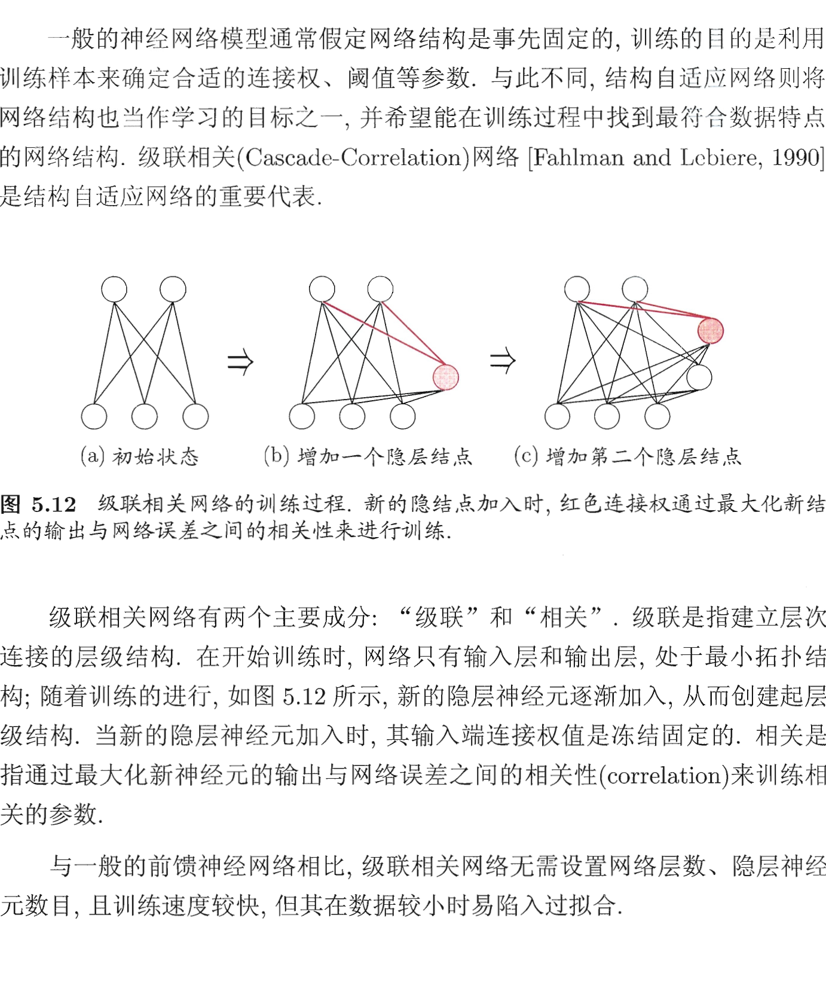 一般的神经网络模型通常假定网络结构是事先固定的, 训练的目的是利用
训练样本来确定合适的连接权、阈值等参数. 与此不同, 结构自适应网络则将
网络结构也当作学习的目标之一, 并希望能在训练过程中找到最符合数据特点
的网络结构. 级联相关(Cascade-Correlation)网络 [Fahlman and Lebiere, 1990]
是结构自适应网络的重要代表.
⇒ ⇒
(a) 初始状态 (b) 增加一个隐层结点 (c) 增加第二个隐层结点
图 5.12 级联相关网络的训练过程. 新的隐结点加入时, 红色连接权通过最大化新结
点的输出与网络误差之间的相关性来进行训练.
级联相关网络有两个主要成分: “级联”和“相关”. 级联是指建立层次
连接的层级结构. 在开始训练时, 网络只有输入层和输出层, 处于最小拓扑结
构; 随着训练的进行, 如图 5.12 所示, 新的隐层神经元逐渐加入, 从而创建起层
级结构. 当新的隐层神经元加入时, 其输入端连接权值是冻结固定的. 相关是
指通过最大化新神经元的输出与网络误差之间的相关性(correlation)来训练相
关的参数.
与一般的前馈神经网络相比, 级联相关网络无需设置网络层数、隐层神经
元数目, 且训练速度较快, 但其在数据较小时易陷入过拟合.